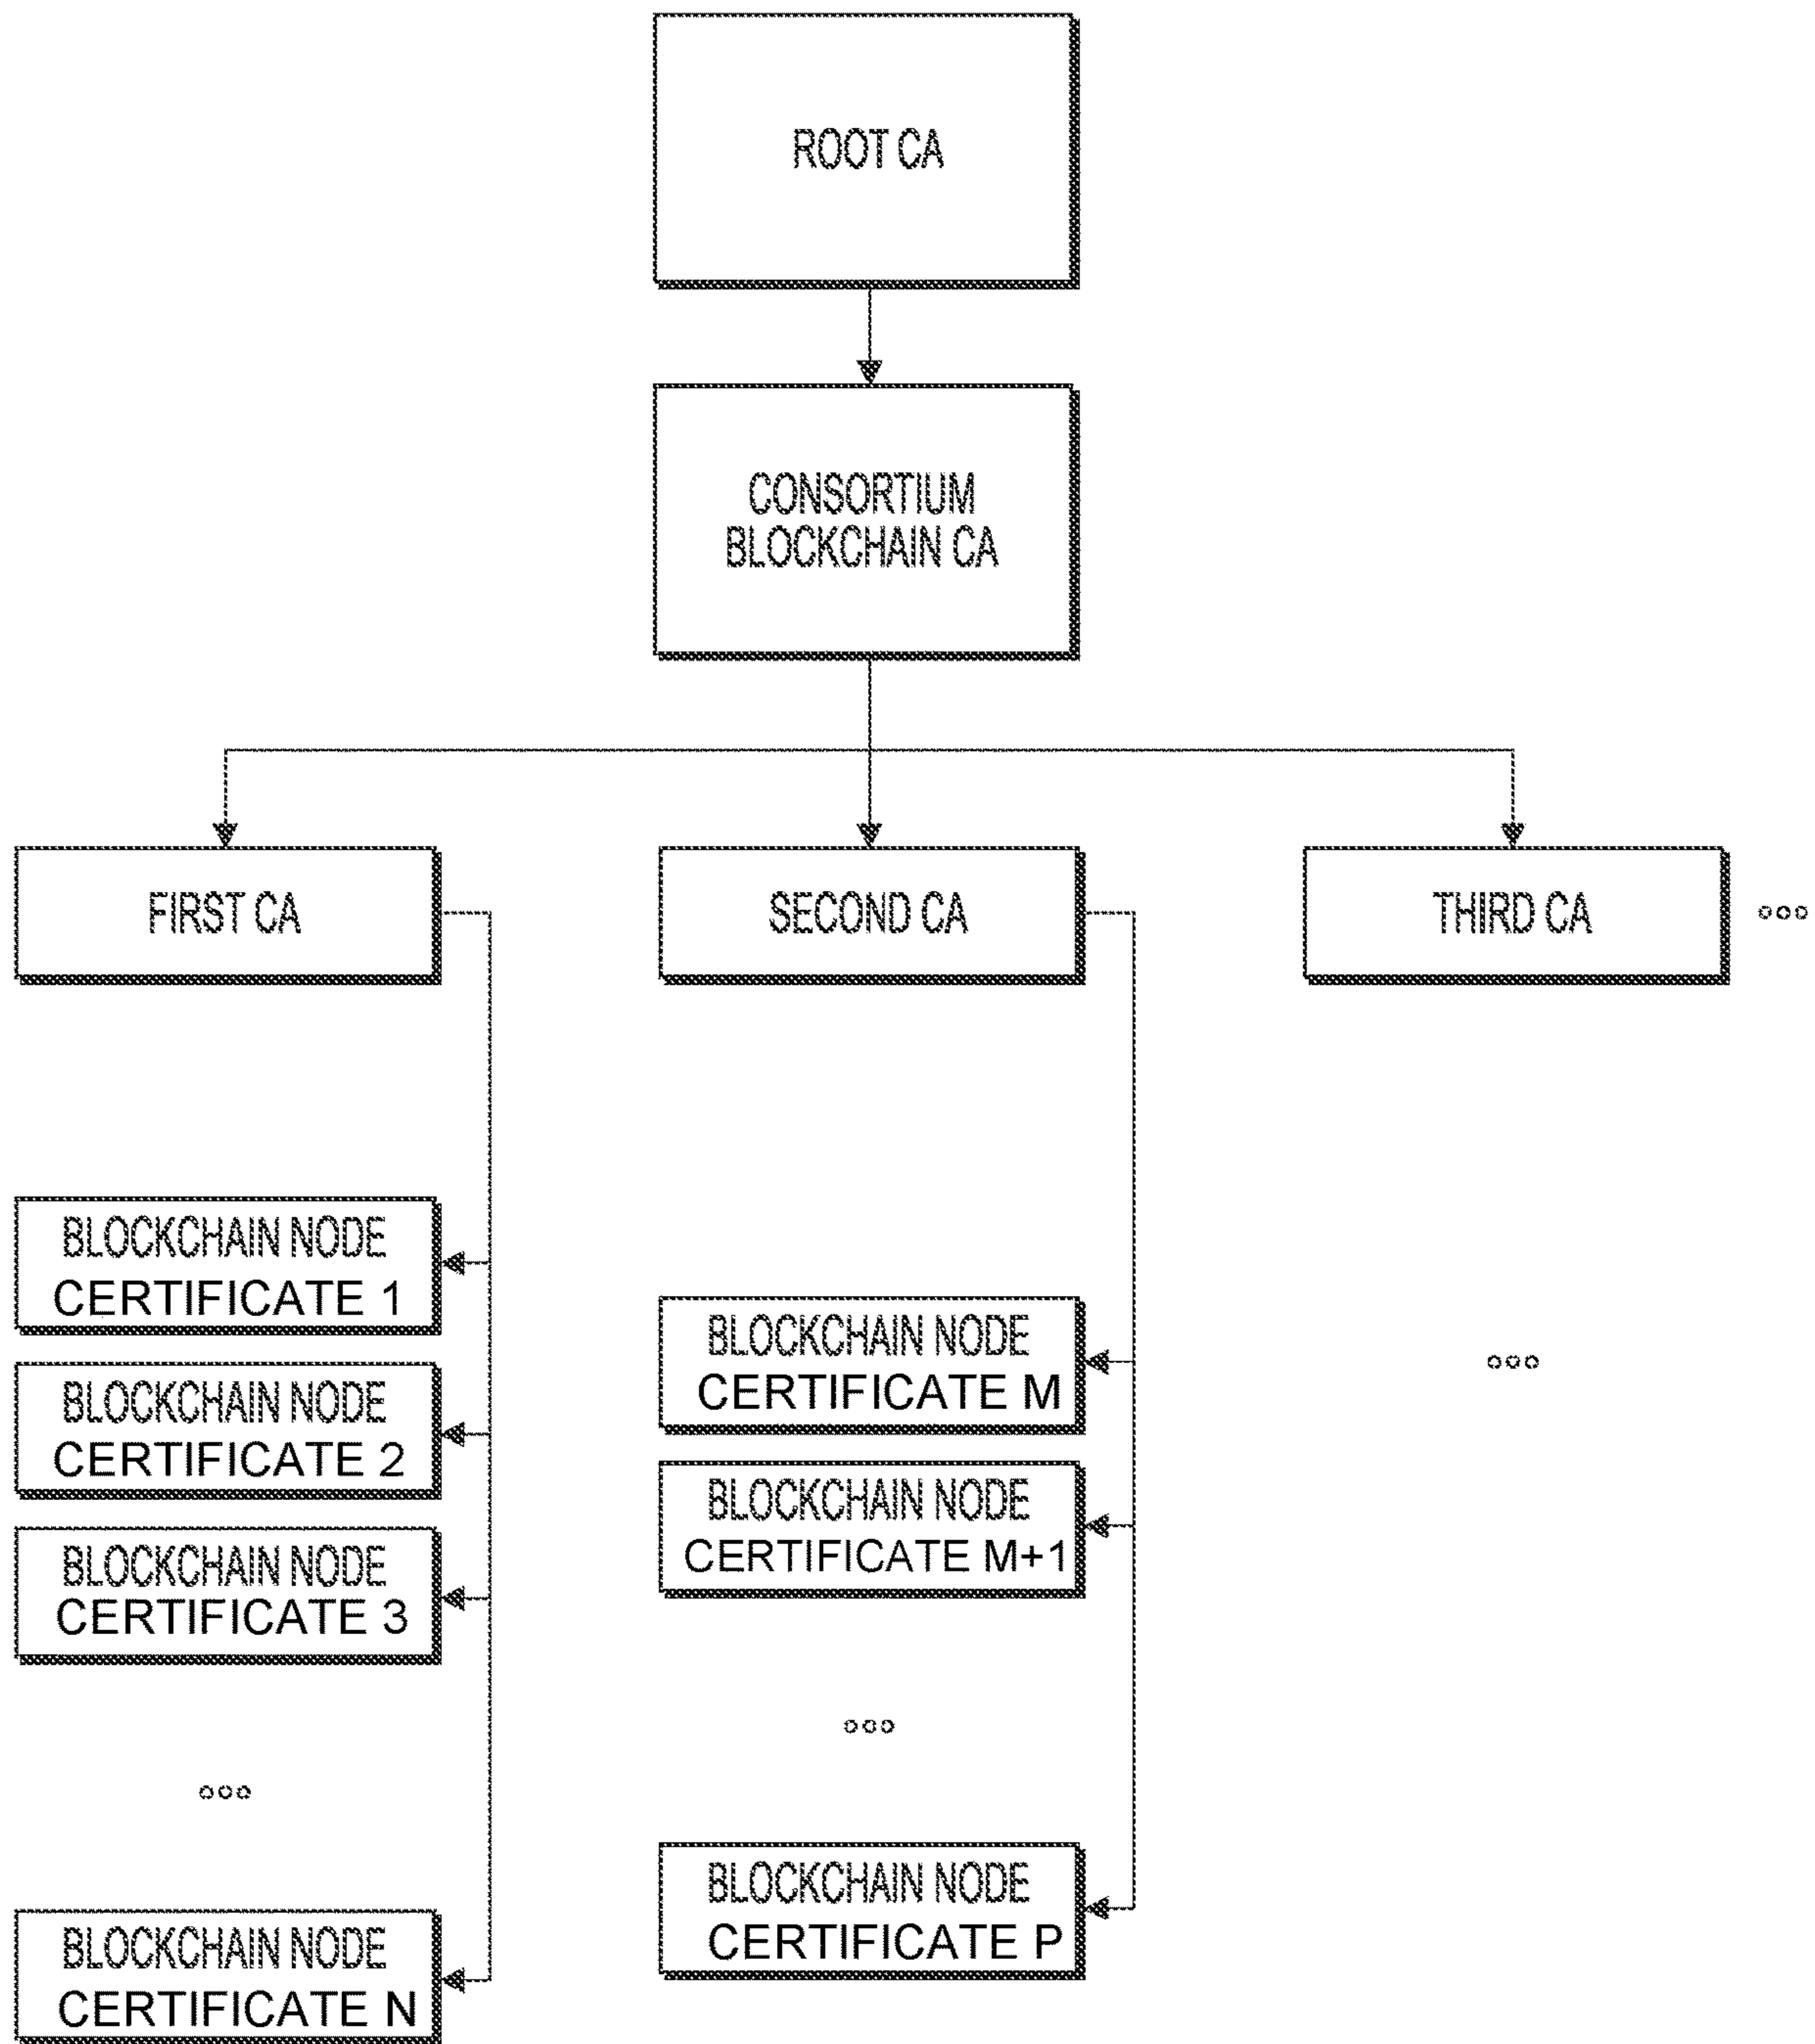 ROOT CA
CONSORTIUM
BLOCKCHAIN CA
FIRST CA
SECOND CA
THIRD CA
BLOCKCHAIN NODE
CERTIFICATE 1
BLOCKCHAIN NODE
CERTIFICATE 2
BLOCKCHAIN NODE
CERTIFICATE 3
BLOCKCHAIN NODE
CERTIFICATE N
BLOCKCHAIN NODE
CERTIFICATE M
BLOCKCHAIN NODE
CERTIFICATE M+1
BLOCKCHAIN NODE
CERTIFICATE P